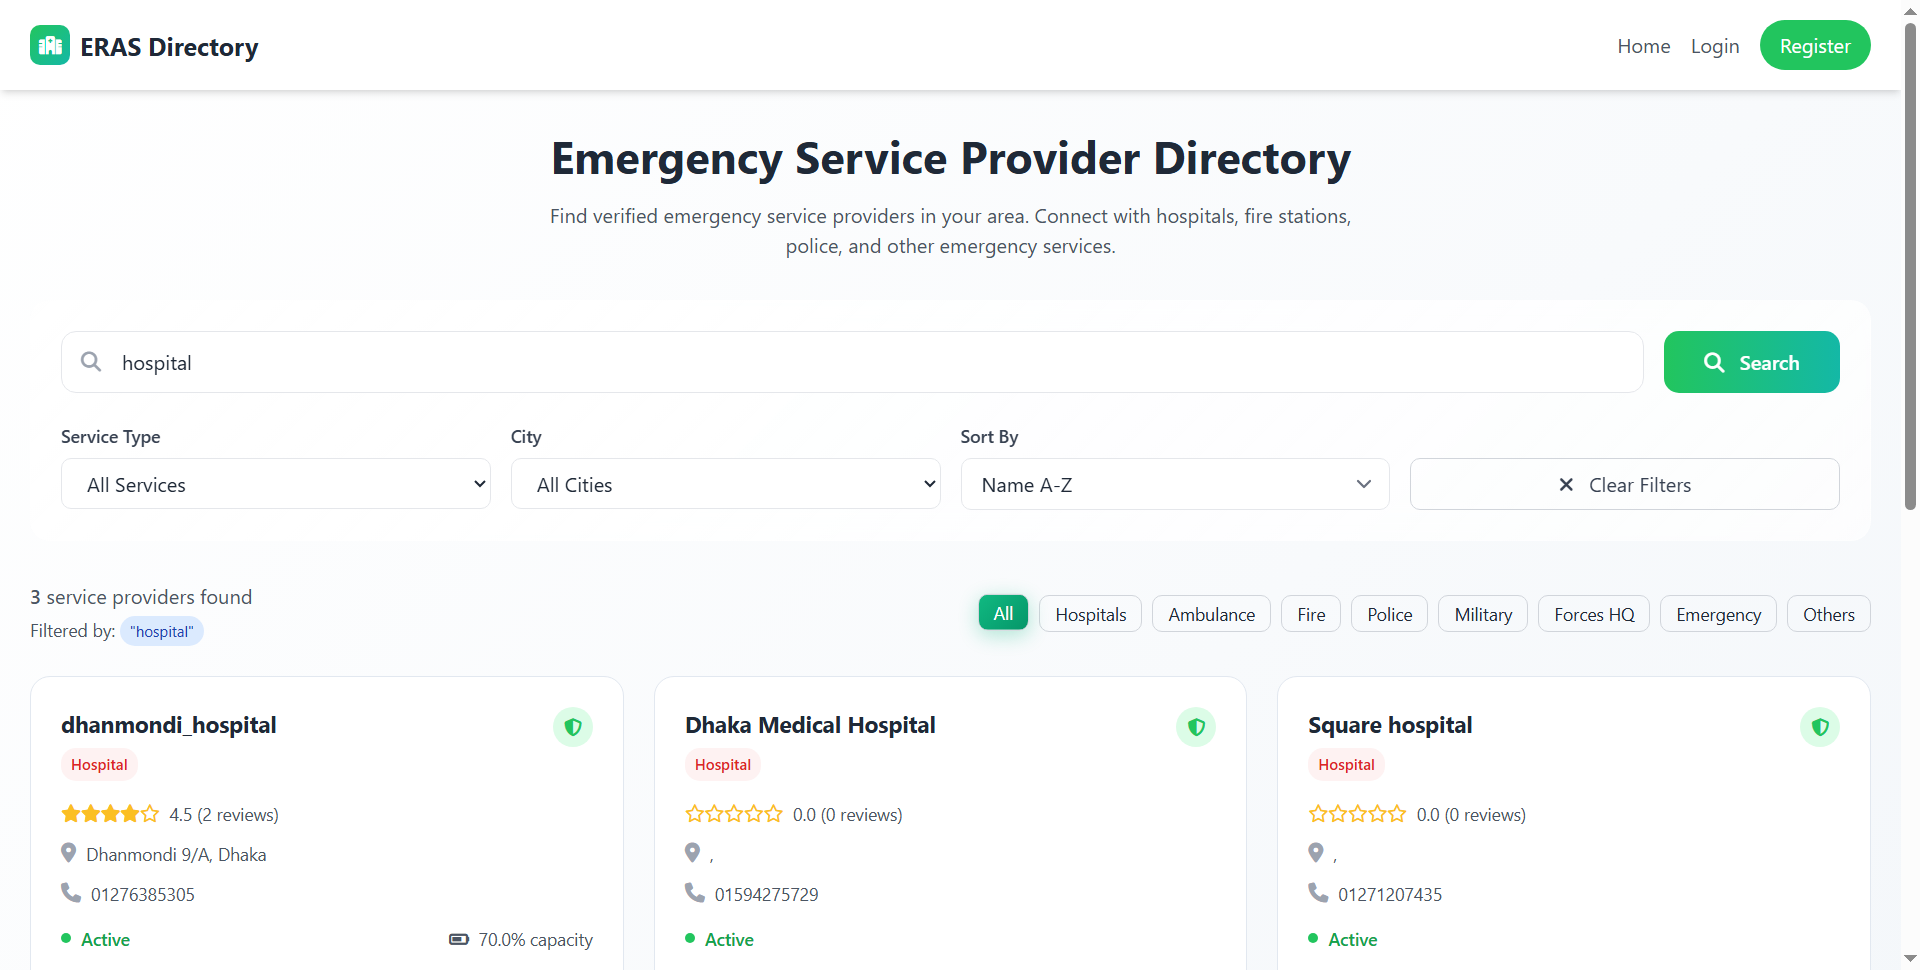 ERAS Directory
Home
Login
Register
Emergency Service Provider Directory
Find verified emergency service providers in your area. Connect with hospitals, fire stations,
police, and other emergency services.
hospital
Search
Service Type
City
Sort By
All Services
All Cities
Name A-Z
Clear Filters
3 service providers found
Filtered by: "hospital"
All
Hospitals
Ambulance
Fire
Police
Military
Forces HQ
Emergency
Others
dhanmondi_hospital
Hospital
4.5 (2 reviews)
Dhanmondi 9/A, Dhaka
01276385305
Active
70.0% capacity
Dhaka Medical Hospital
Hospital
0.0 (0 reviews)
,
01594275729
Active
Square hospital
Hospital
0.0 (0 reviews)
,
01271207435
Active